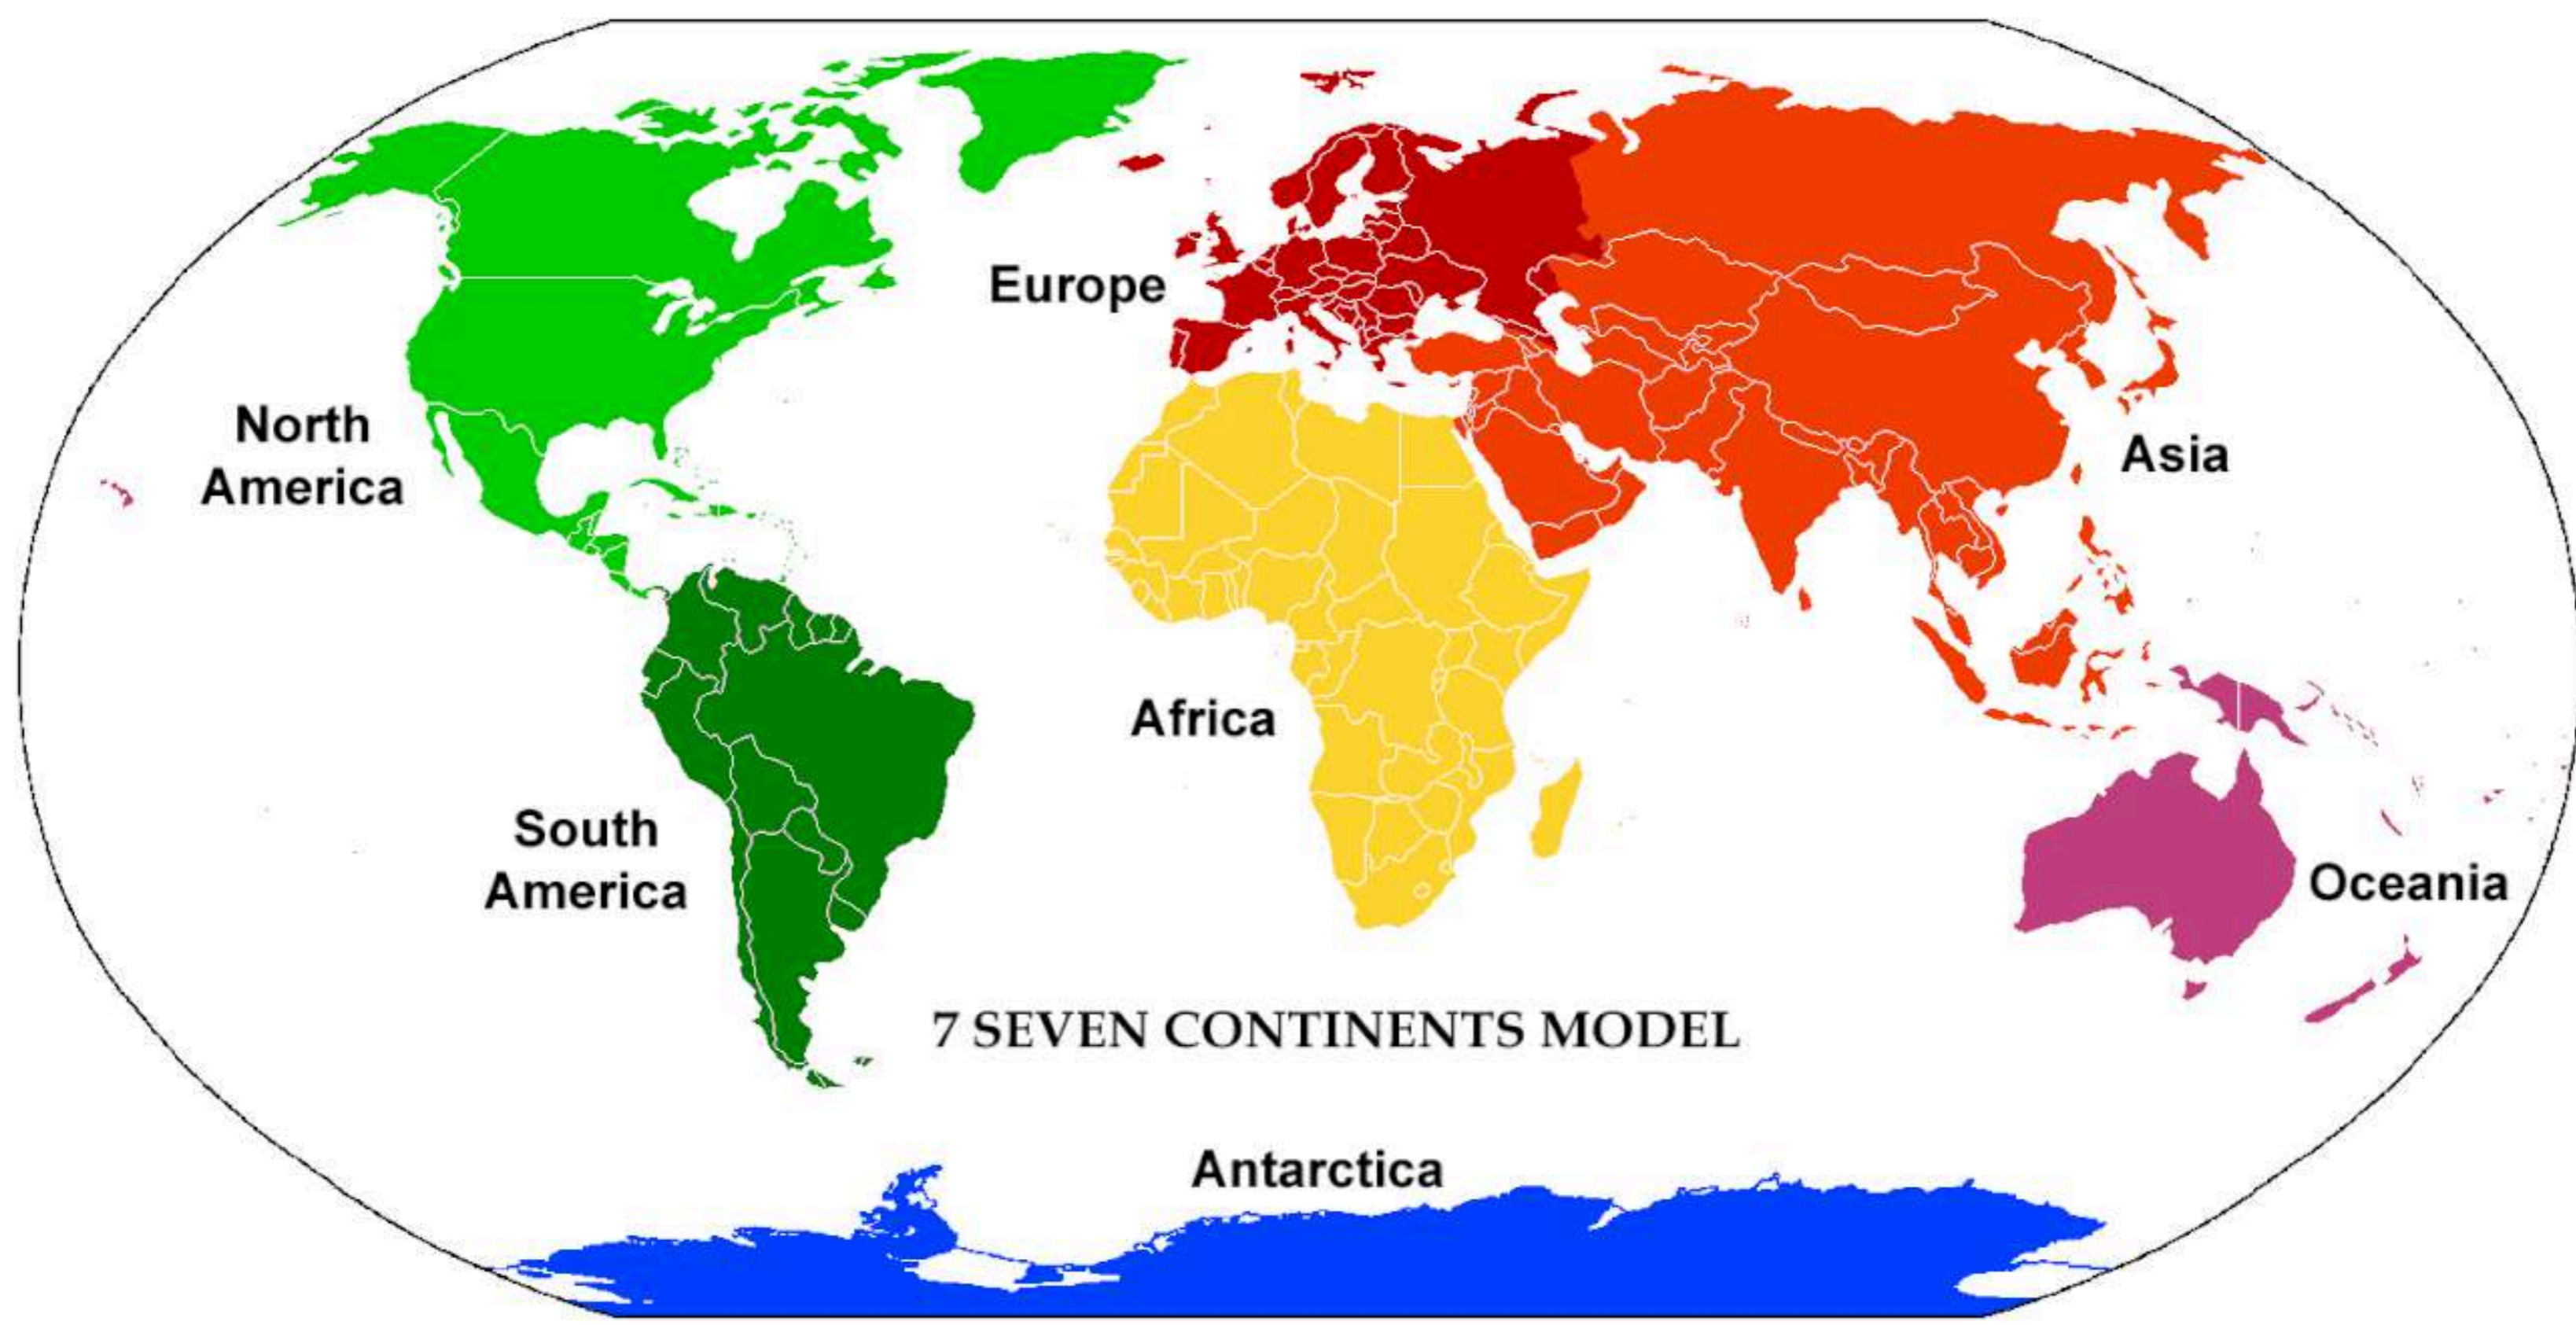 Europe
North
America
Asia
Africa
South
America
Oceania
7 SEVEN CONTINENTS MODEL
Antarctica